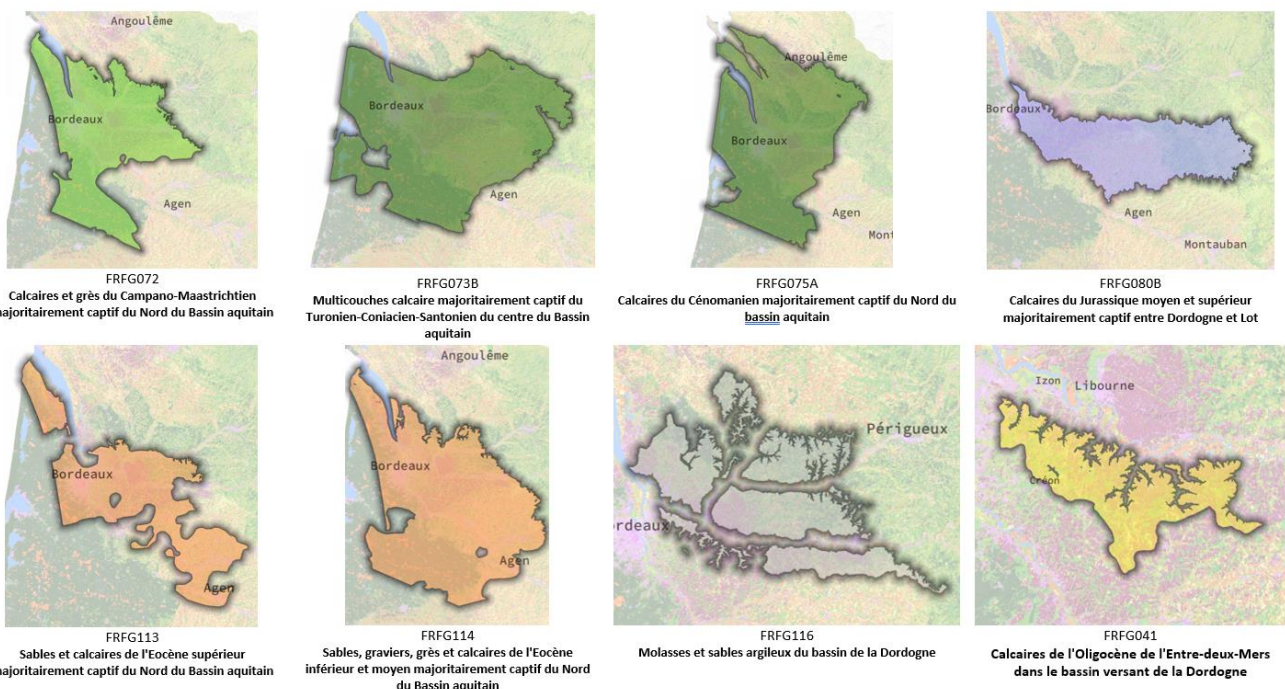 Angoulême
Bordeaux
Agen
FRFG072
Calcaires et grès du Campano-Maastrichtien
majoritairement captif du Nord du Bassin aquitain
Bordeaux
Agen
FRFG073B
Multicouches calcaire majoritairement captif du
Turonien-Coniacien-Santonien du centre du Bassin
aquitain
Angoulême
Bordeaux
Agen
Mont
FRFG075A
Calcaires du Cénomanien majoritairement captif du Nord du
bassin aquitain
Bordeaux
Agen
Montauban
FRFG080B
Calcaires du Jurassique moyen et supérieur
majoritairement captif entre Dordogne et Lot
Bordeaux
Agen
FRFG113
Sables et calcaires de l'Eocène supérieur
majoritairement captif du Nord du Bassin aquitain
Angoulême
Bordeaux
Agen
FRFG114
Sables, graviers, grès et calcaires de l'Eocène
inférieur et moyen majoritairement captif du Nord
du Bassin aquitain
Périgueux
ordeaux
FRFG116
Molasses et sables argileux du bassin de la Dordogne
Izon
Libourne
Créon
FRFG041
Calcaires de l'Oligocène de l'Entre-deux-Mers
dans le bassin versant de la Dordogne